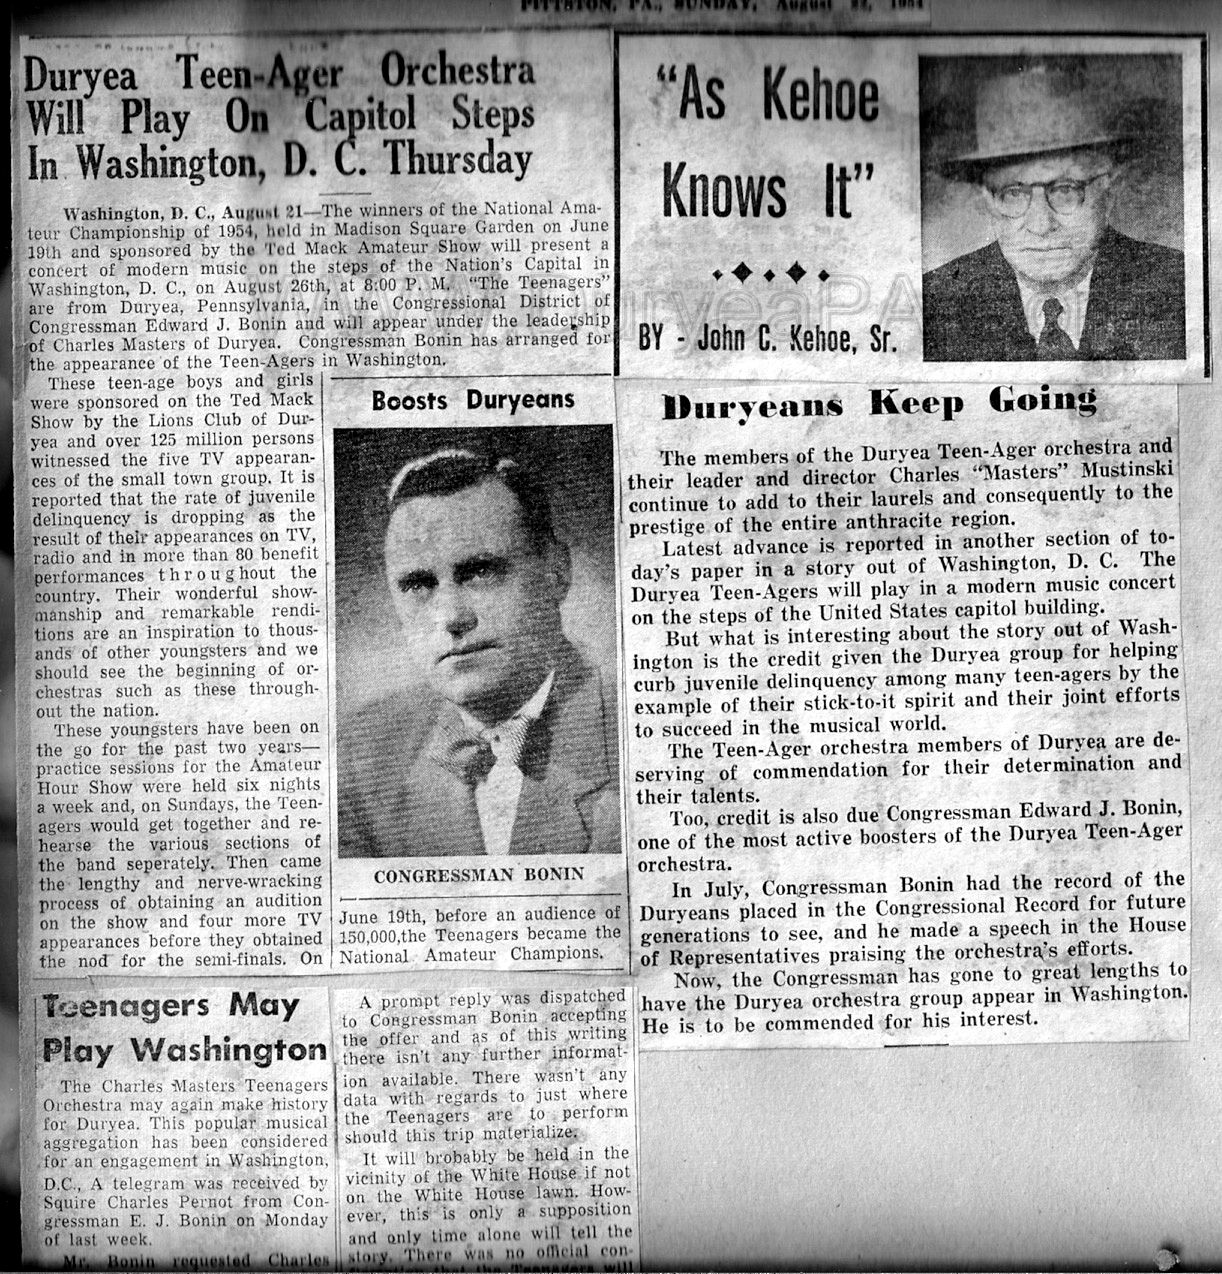 PITTSTON, PA., SUNDAY, August 22, 1954
Duryea Teen-Ager Orchestra
Will Play On Capitol Steps
In Washington, D. C. Thursday
Washington, D. C., August 21—The winners of the National Ama-
teur Championship of 1954, held in Madison Square Garden on June
19th and sponsored by the Ted Mack Amateur Show will present a
concert of modern music on the steps of the Nation's Capital in
Washington, D. C., on August 26th, at 8:00 P. M. "The Teenagers"
are from Duryea, Pennsylvania, in the Congressional District of
Congressman Edward J. Bonin and will appear under the leadership
of Charles Masters of Duryea. Congressman Bonin has arranged for
the appearance of the Teen-Agers in Washington.
These teen-age boys and girls
were sponsored on the Ted Mack
Show by the Lions Club of Dur-
yea and over 125 million persons
witnessed the five TV appearan-
ces of the small town group. It is
reported that the rate of juvenile
delinquency is dropping as the
result of their appearances on TV,
radio and in more than 80 benefit
performances throughout the
country. Their wonderful show-
manship and remarkable rendi-
tions are an inspiration to thous-
ands of other youngsters and we
should see the beginning of or-
chestras such as these through-
out the nation.
These youngsters have been on
the go for the past two years—
practice sessions for the Amateur
Hour Show were held six nights
a week and, on Sundays, the Teen-
agers would get together and re-
hearse the various sections of
the band seperately. Then came
the lengthy and nerve-wracking
process of obtaining an audition
on the show and four more TV
appearances before they obtained
the nod for the semi-finals. On
Boosts Duryeans
CONGRESSMAN BONIN
June 19th, before an audience of
150,000,the Teenagers became the
National Amateur Champions.
Teenagers May
Play Washington
The Charles Masters Teenagers
Orchestra may again make history
for Duryea. This popular musical
aggregation has been considered
for an engagement in Washington,
D.C., A telegram was received by
Squire Charles Pernot from Con-
gressman E. J. Bonin on Monday
of last week.
Mr. Bonin requested Charles
A prompt reply was dispatched
to Congressman Bonin accepting
the offer and as of this writing
there isn't any further informat-
ion available. There wasn't any
data with regards to just where
the Teenagers are to perform
should this trip materialize.
It will brobably be held in the
vicinity of the White House if not
on the White House lawn. How-
ever, this is only a supposition
and only time alone will tell the
story. There was no official con-
that the Teenagers will
"As Kehoe
Knows It"
BY - John C. Kehoe, Sr.
Duryeans Keep Going
The members of the Duryea Teen-Ager orchestra and
their leader and director Charles "Masters" Mustinski
continue to add to their laurels and consequently to the
prestige of the entire anthracite region.
Latest advance is reported in another section of to-
day's paper in a story out of Washington, D. C. The
Duryea Teen-Agers will play in a modern music concert
on the steps of the United States capitol building.
But what is interesting about the story out of Wash-
ington is the credit given the Duryea group for helping
curb juvenile delinquency among many teen-agers by the
example of their stick-to-it spirit and their joint efforts
to succeed in the musical world.
The Teen-Ager orchestra members of Duryea are de-
serving of commendation for their determination and
their talents.
Too, credit is also due Congressman Edward J. Bonin,
one of the most active boosters of the Duryea Teen-Ager
orchestra.
In July, Congressman Bonin had the record of the
Duryeans placed in the Congressional Record for future
generations to see, and he made a speech in the House
of Representatives praising the orchestra's efforts.
Now, the Congressman has gone to great lengths to
have the Duryea orchestra group appear in Washington.
He is to be commended for his interest.